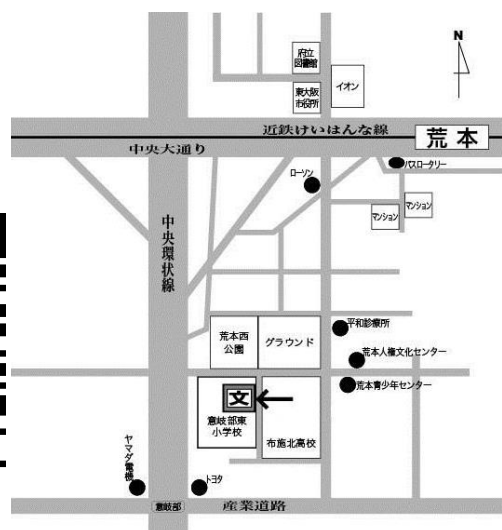 府立
図書館
イオン
N
東大阪
市役所
近鉄けいはんな線
荒本
中央大通り
バスロータリー
ローソン
マンション
マンション
中央環状線
平和診療所
荒本西
公園
グラウンド
荒本人権文化センター
荒本青少年センター
文
意岐部東
小学校
布施北高校
ヤマダ電機
トヨタ
意岐部
産業道路